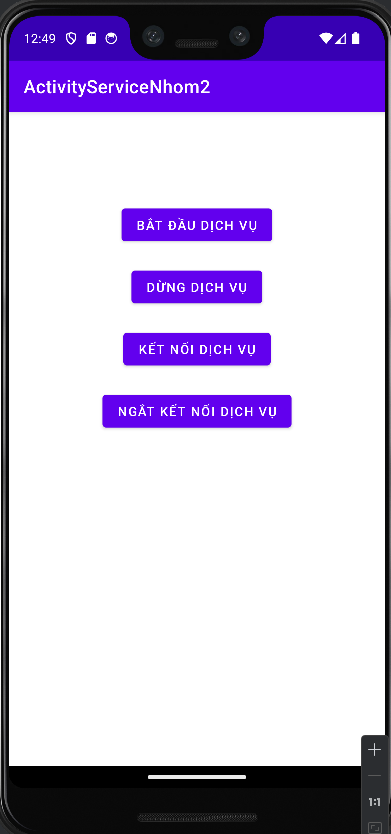 12:49
ActivityServiceNhom2
BẮT ĐẦU DỊCH VỤ
DỪNG DỊCH VỤ
KẾT NỐI DỊCH VỤ
NGẮT KẾT NỐI DỊCH VỤ
1:1